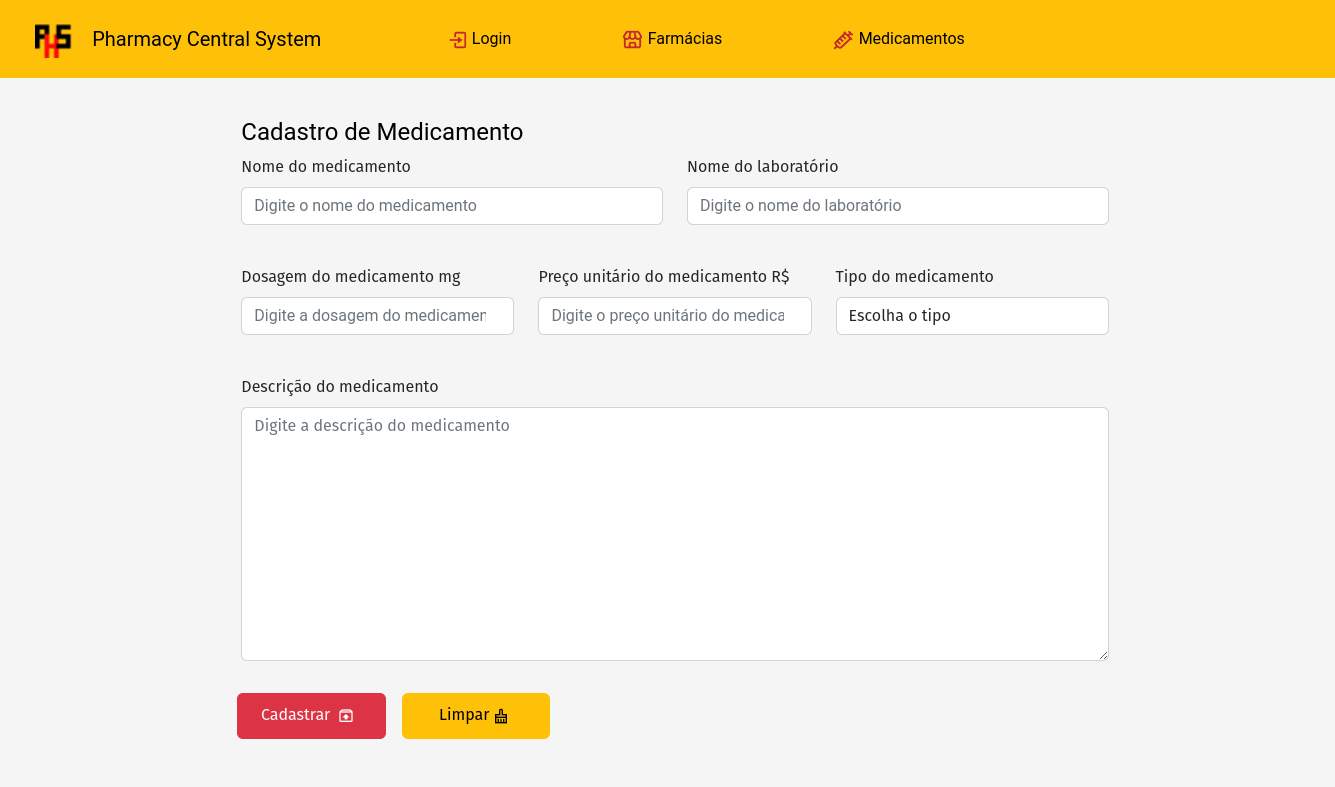 PHS Pharmacy Central System Login Farmácias Medicamentos
Cadastro de Medicamento
Nome do medicamento Nome do laboratório
Digite o nome do medicamento Digite o nome do laboratório
Dosagem do medicamento mg Preço unitário do medicamento R$ Tipo do medicamento
Digite a dosagem do medicamen Digite o preço unitário do medica Escolha o tipo
Descrição do medicamento
Digite a descrição do medicamento
Cadastrar Limpar